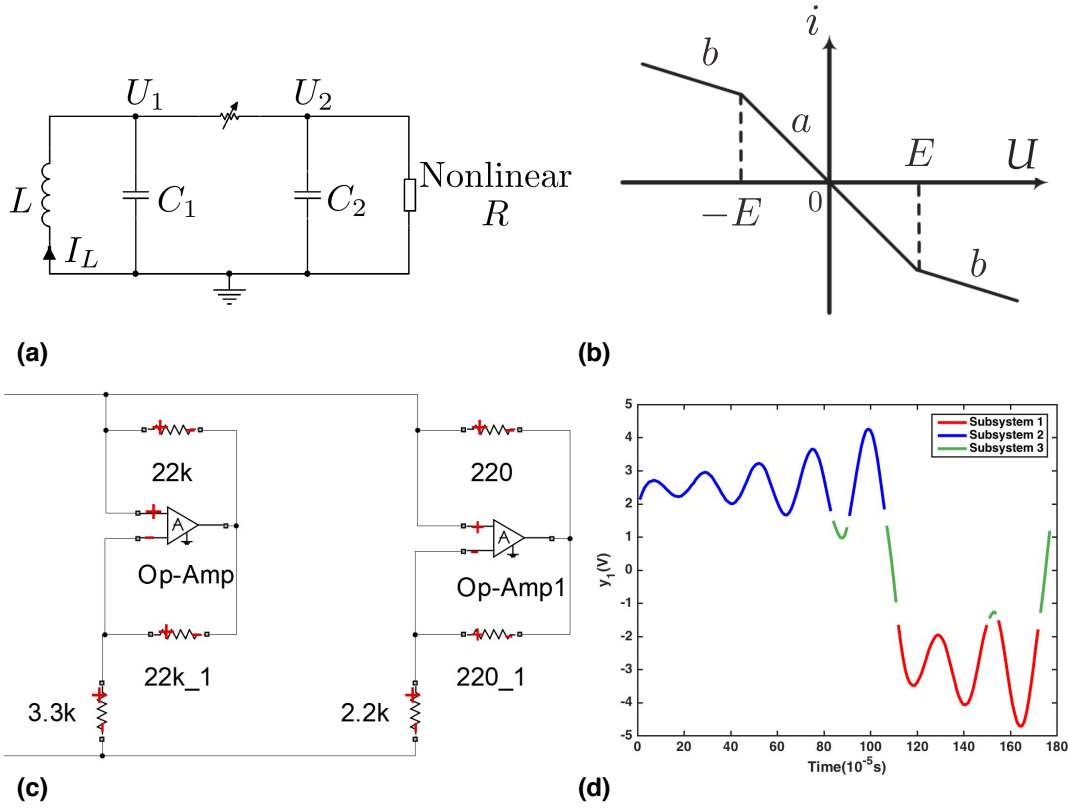 U1 U2
L
C1
C2
Nonlinear
R
IL
(a)
i
b
a
E
U
−E
0
b
(b)
22k
220
+
-
A
Op-Amp
+
-
A
Op-Amp1
22k_1
220_1
3.3k
2.2k
(c)
Subsystem 1
Subsystem 2
Subsystem 3
y1(V)
5
4
3
2
1
0
-1
-2
-3
-4
-5
0 20 40 60 80 100 120 140 160 180
Time(10-5s)
(d)